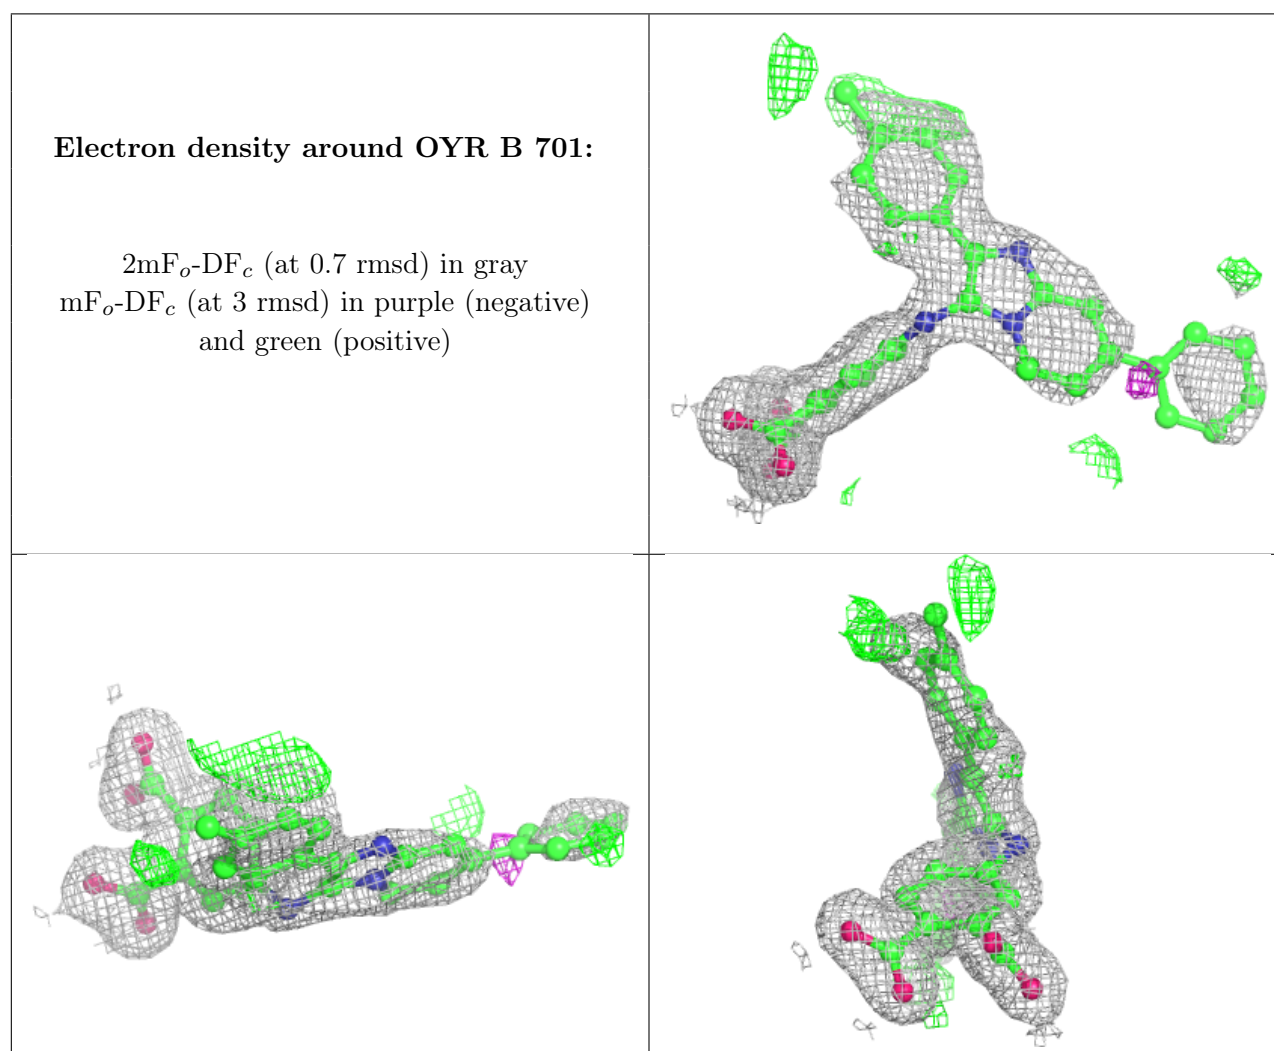 Electron density around OYR B 701:
2mFo-DFc (at 0.7 rmsd) in gray
mFo-DFc (at 3 rmsd) in purple (negative)
and green (positive)